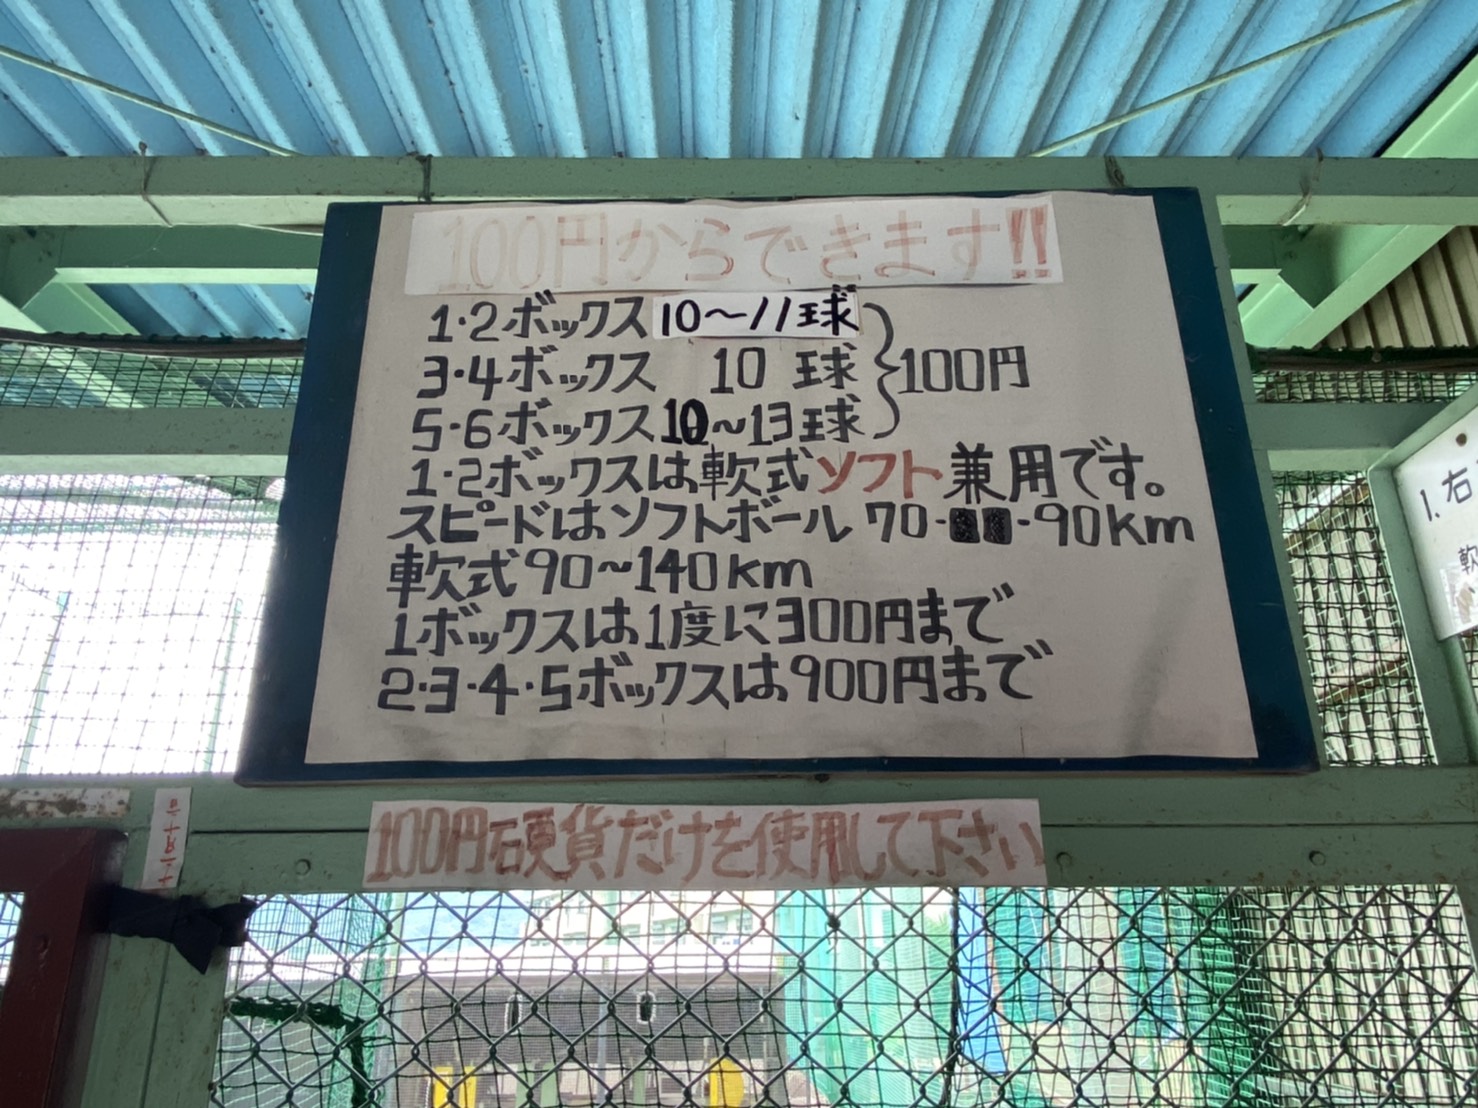 100円からできます!!
1・2ボックス 10〜11球
3・4ボックス 10 球
5・6ボックス10〜13球
100円
1・2ボックスは軟式ソフト兼用です。
スピードはソフトボール 70・・90km
軟式90〜140km
1ボックスは1度に300円まで
2・3・4・5ボックスは900円まで
100円硬貨だけを使用して下さい
1.右
軟